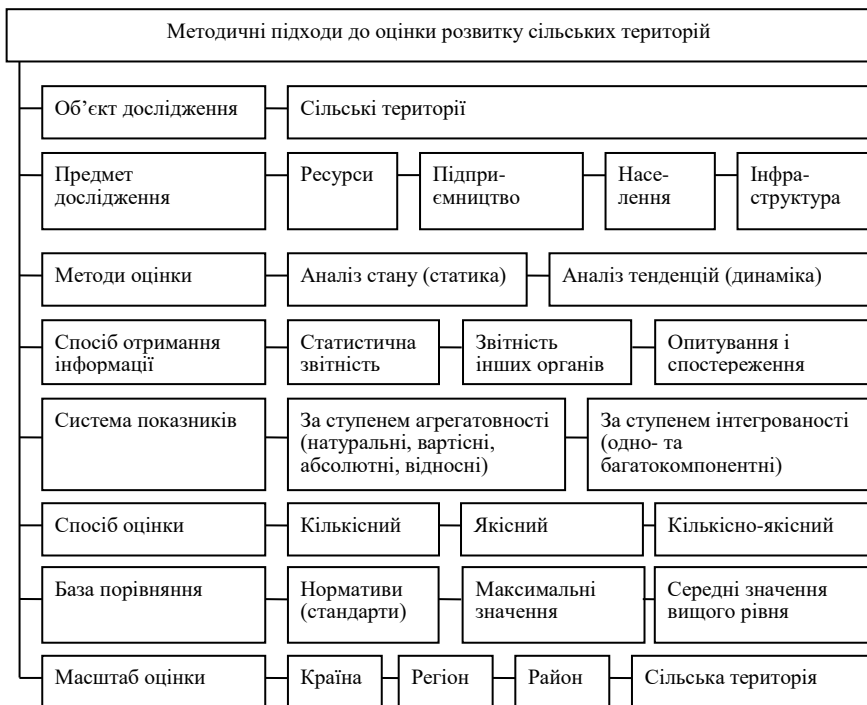 Методичні підходи до оцінки розвитку сільських територій
Об’єкт дослідження
Сільські території
Предмет
дослідження
Ресурси
Підпри-
ємництво
Насе-
лення
Інфра-
структура
Методи оцінки
Аналіз стану (статика)
Аналіз тенденцій (динаміка)
Спосіб отримання
інформації
Статистична
звітність
Звітність
інших органів
Опитування і
спостереження
Система показників
За ступенем агрегатовності
(натуральні, вартісні,
абсолютні, відносні)
За ступенем інтегрованості
(одно- та
багатокомпонентні)
Спосіб оцінки
Кількісний
Якісний
Кількісно-якісний
База порівняння
Нормативи
(стандарти)
Максимальні
значення
Середні значення
вищого рівня
Масштаб оцінки
Країна
Регіон
Район
Сільська територія